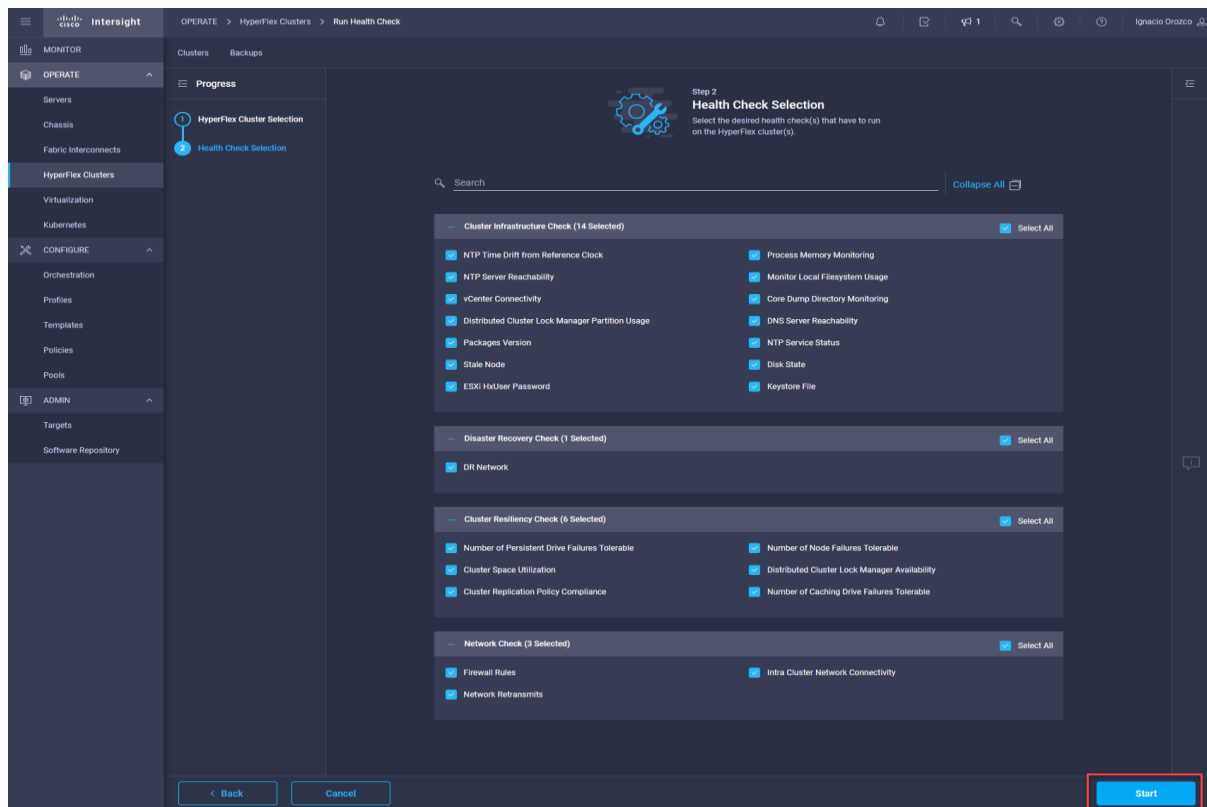 cisco Intersight
OPERATE > HyperFlex Clusters > Run Health Check
1
Ignacio Orozco
MONITOR
OPERATE
Servers
Chassis
Fabric Interconnects
HyperFlex Clusters
Virtualization
Kubernetes
CONFIGURE
Orchestration
Profiles
Templates
Policies
Pools
ADMIN
Targets
Software Repository
Clusters Backups
Progress
1 HyperFlex Cluster Selection
2 Health Check Selection
Step 2
Health Check Selection
Select the desired health check(s) that have to run
on the HyperFlex cluster(s).
Search
Collapse All
Cluster Infrastructure Check (14 Selected) Select All
NTP Time Drift from Reference Clock Process Memory Monitoring
NTP Server Reachability Monitor Local Filesystem Usage
vCenter Connectivity Core Dump Directory Monitoring
Distributed Cluster Lock Manager Partition Usage DNS Server Reachability
Packages Version NTP Service Status
Stale Node Disk State
ESXi HxUser Password Keystore File
Disaster Recovery Check (1 Selected) Select All
DR Network
Cluster Resiliency Check (6 Selected) Select All
Number of Persistent Drive Failures Tolerable Number of Node Failures Tolerable
Cluster Space Utilization Distributed Cluster Lock Manager Availability
Cluster Replication Policy Compliance Number of Caching Drive Failures Tolerable
Network Check (3 Selected) Select All
Firewall Rules Intra Cluster Network Connectivity
Network Retransmits
< Back Cancel Start